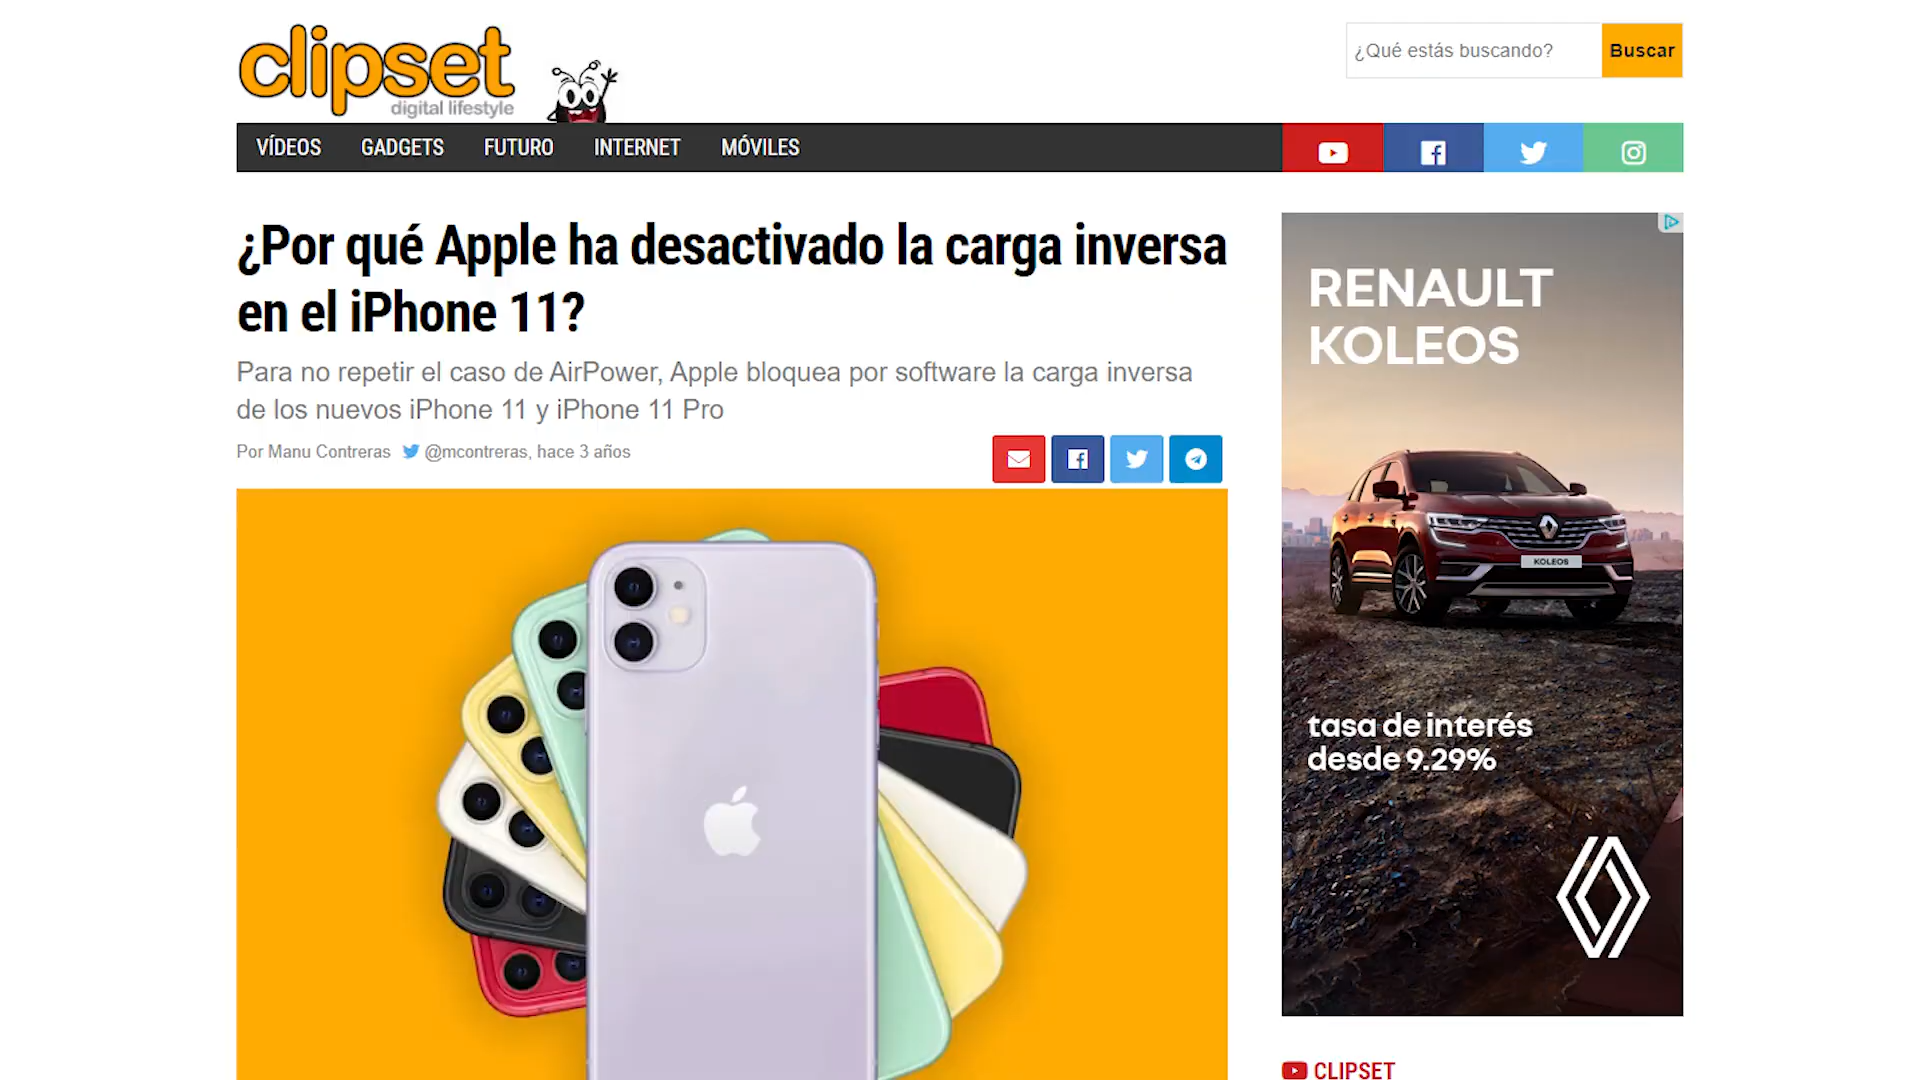 clipset
digital lifestyle
¿Qué estás buscando?
Buscar
VÍDEOS
GADGETS
FUTURO
INTERNET
MÓVILES
¿Por qué Apple ha desactivado la carga inversa
en el iPhone 11?
Para no repetir el caso de AirPower, Apple bloquea por software la carga inversa
de los nuevos iPhone 11 y iPhone 11 Pro
Por Manu Contreras @mcontreras, hace 3 años
RENAULT
KOLEOS
KOLEOS
tasa de interés
desde 9.29%
CLIPSET